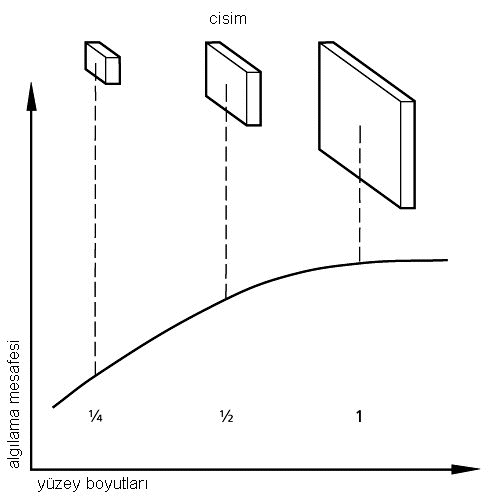 cisim
algılama mesafesi
¼
½
1
yüzey boyutları